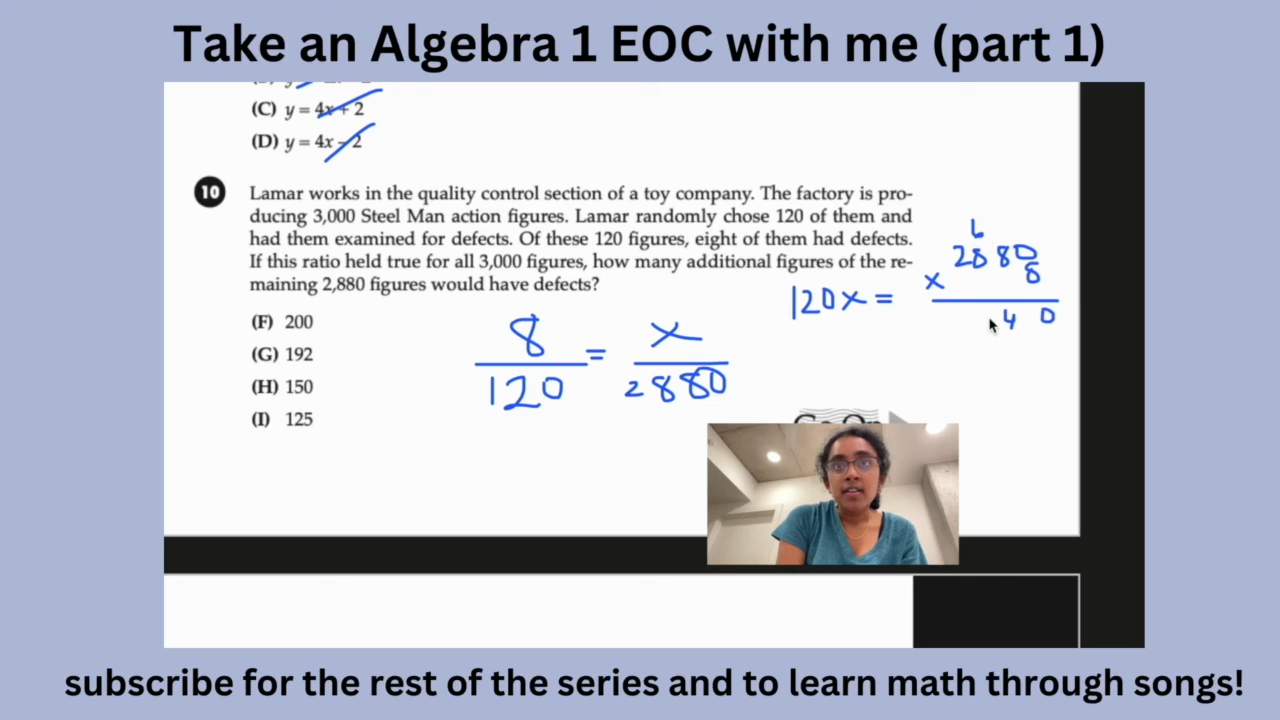 Take an Algebra 1 EOC with me (part 1)
(C) y = 4x + 2
(D) y = 4x – 2
10 Lamar works in the quality control section of a toy company. The factory is pro-
ducing 3,000 Steel Man action figures. Lamar randomly chose 120 of them and
had them examined for defects. Of these 120 figures, eight of them had defects.
If this ratio held true for all 3,000 figures, how many additional figures of the re-
maining 2,880 figures would have defects?
(F) 200
(G) 192
(H) 150
(I) 125
8
120
=
x
2880
120x =
6
2880
x 8
40
subscribe for the rest of the series and to learn math through songs!